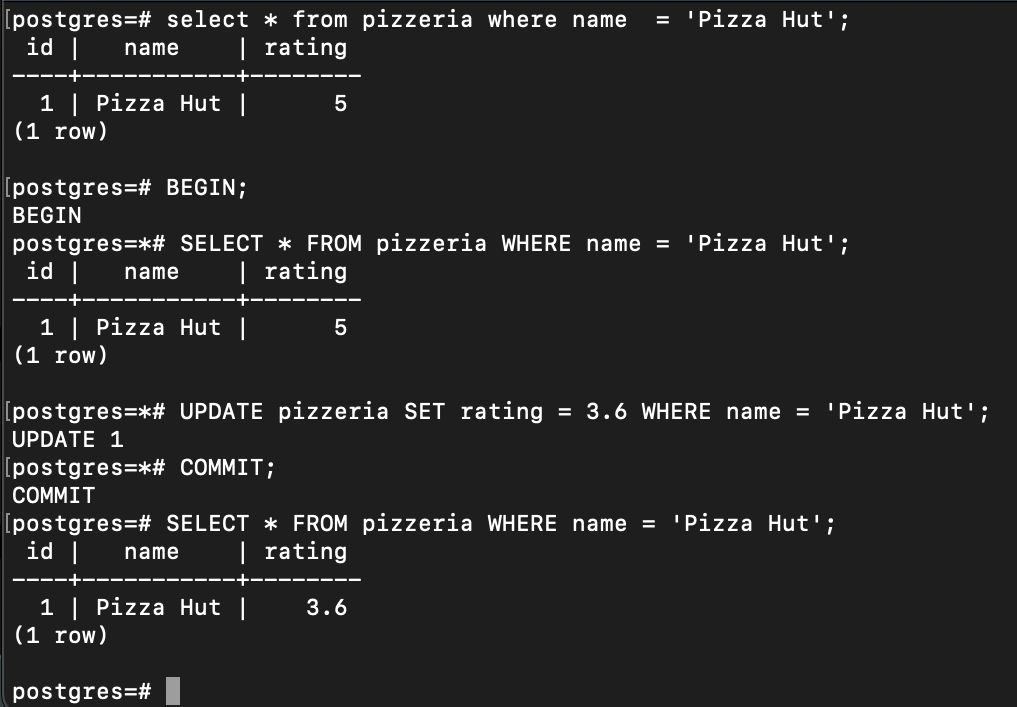 [postgres=# select * from pizzeria where name  = 'Pizza Hut';
 id |   name    | rating
----+-----------+--------
  1 | Pizza Hut |      5
(1 row)

[postgres=# BEGIN;
BEGIN
postgres=*# SELECT * FROM pizzeria WHERE name = 'Pizza Hut';
 id |   name    | rating
----+-----------+--------
  1 | Pizza Hut |      5
(1 row)

[postgres=*# UPDATE pizzeria SET rating = 3.6 WHERE name = 'Pizza Hut';
UPDATE 1
[postgres=*# COMMIT;
COMMIT
[postgres=# SELECT * FROM pizzeria WHERE name = 'Pizza Hut';
 id |   name    | rating
----+-----------+--------
  1 | Pizza Hut |    3.6
(1 row)

postgres=#